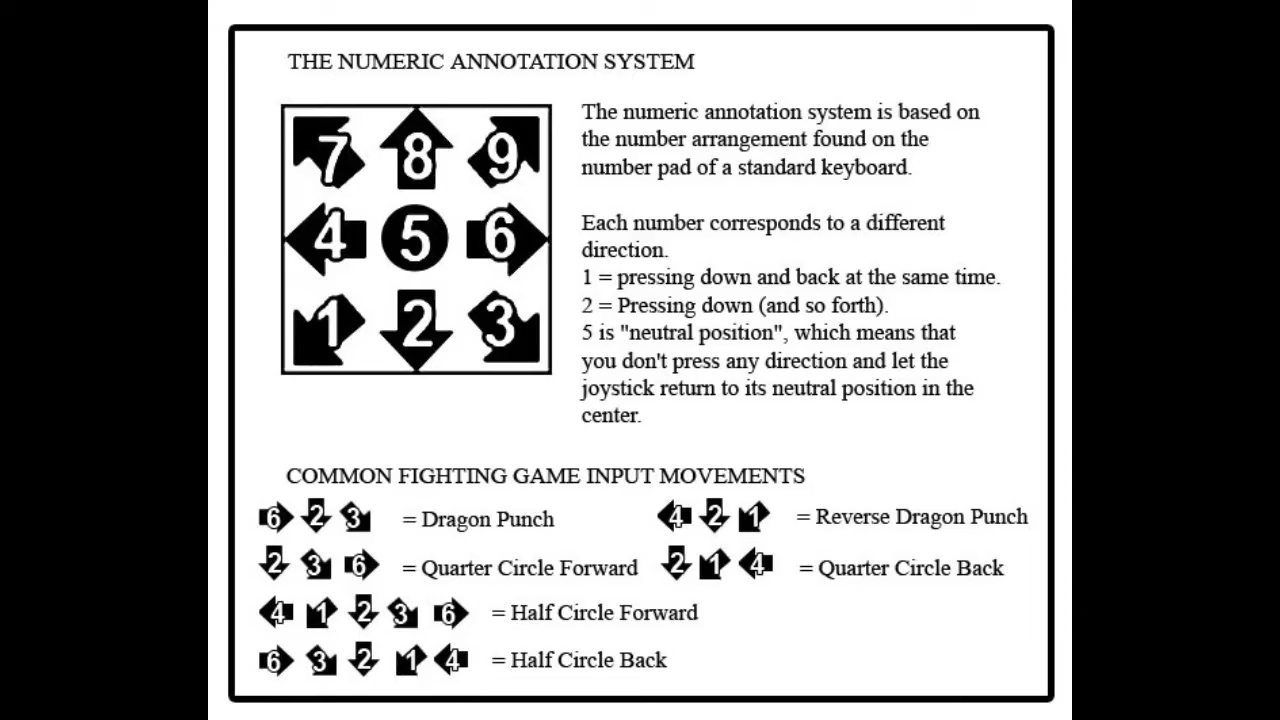 THE NUMERIC ANNOTATION SYSTEM
7 8 9
4 5 6
1 2 3
The numeric annotation system is based on
the number arrangement found on the
number pad of a standard keyboard.
Each number corresponds to a different
direction.
1 = pressing down and back at the same time.
2 = Pressing down (and so forth).
5 is "neutral position", which means that
you don't press any direction and let the
joystick return to its neutral position in the
center.
COMMON FIGHTING GAME INPUT MOVEMENTS
6 2 3 = Dragon Punch
4 2 1 = Reverse Dragon Punch
2 3 6 = Quarter Circle Forward
2 1 4 = Quarter Circle Back
4 1 2 3 6 = Half Circle Forward
6 3 2 1 4 = Half Circle Back